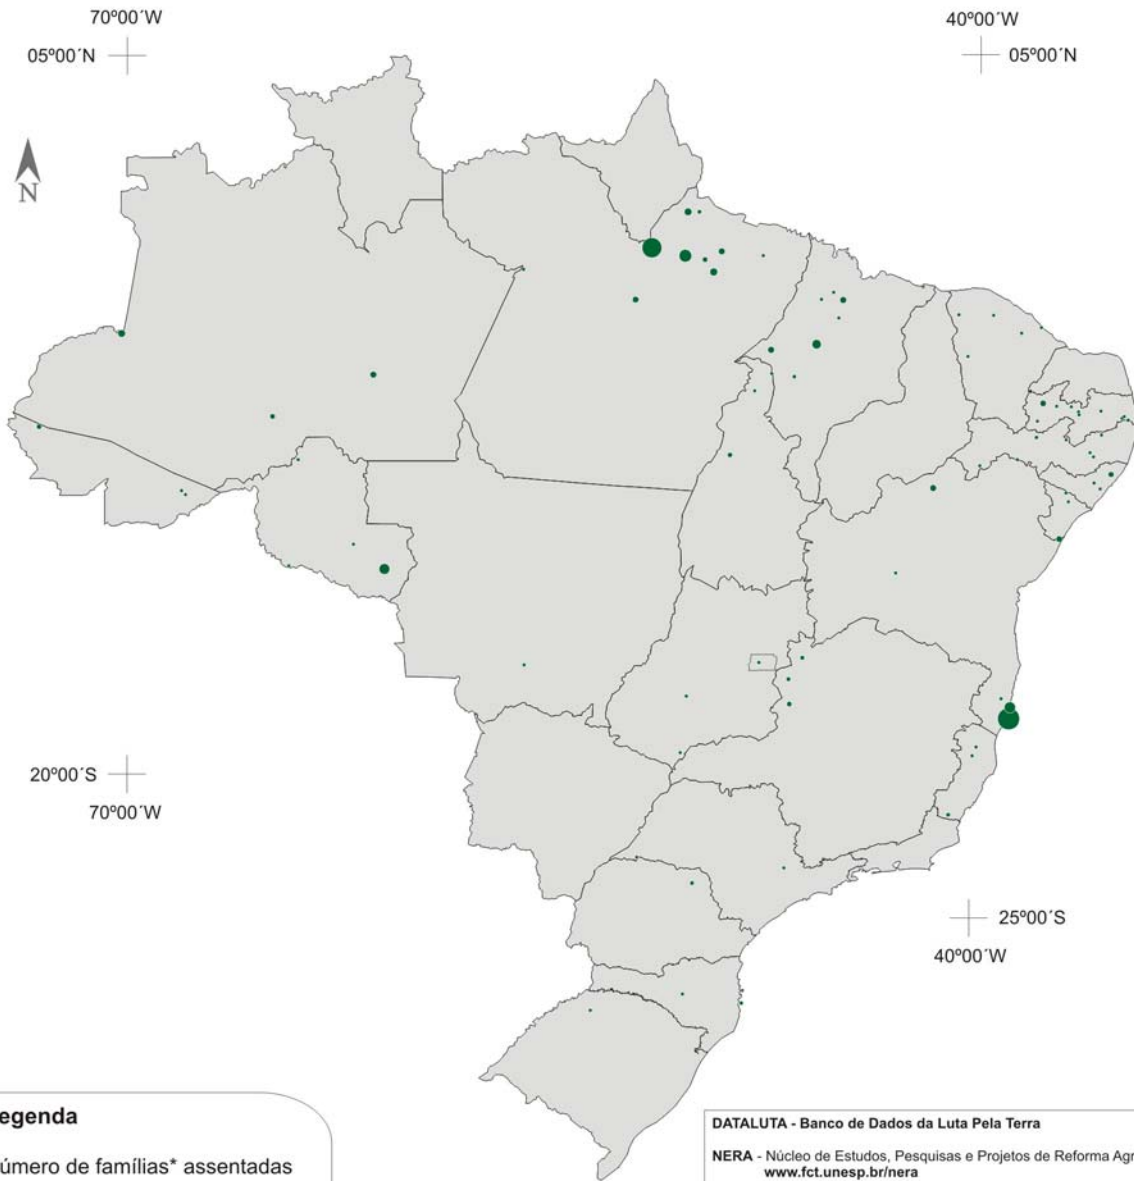 70º00´W
40º00´W
05º00´N
05º00´N
N
20º00´S
70º00´W
25º00´S
40º00´W
egenda
úmero de famílias* assentadas
DATALUTA - Banco de Dados da Luta Pela Terra
NERA - Núcleo de Estudos, Pesquisas e Projetos de Reforma Agr
www.fct.unesp.br/nera